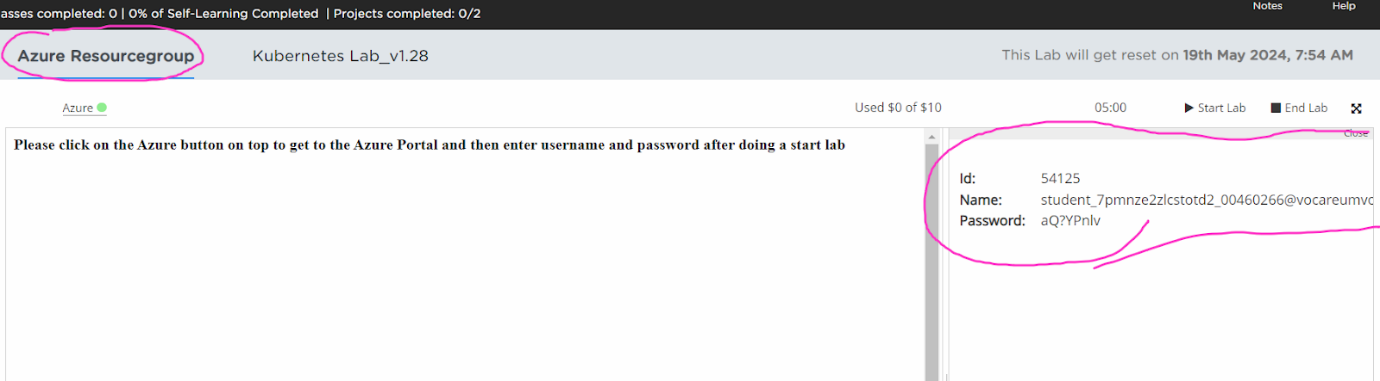 asses completed: 0 | 0% of Self-Learning Completed | Projects completed: 0/2
Notes
Help
Azure Resourcegroup
Kubernetes Lab_v1.28
This Lab will get reset on 19th May 2024, 7:54 AM
Azure
Used $0 of $10
05:00
Start Lab
End Lab
Please click on the Azure button on top to get to the Azure Portal and then enter username and password after doing a start lab
Close
Id: 54125
Name: student_7pmnze2zlcstotd2_00460266@vocareumvc
Password: aQ?YPnlv